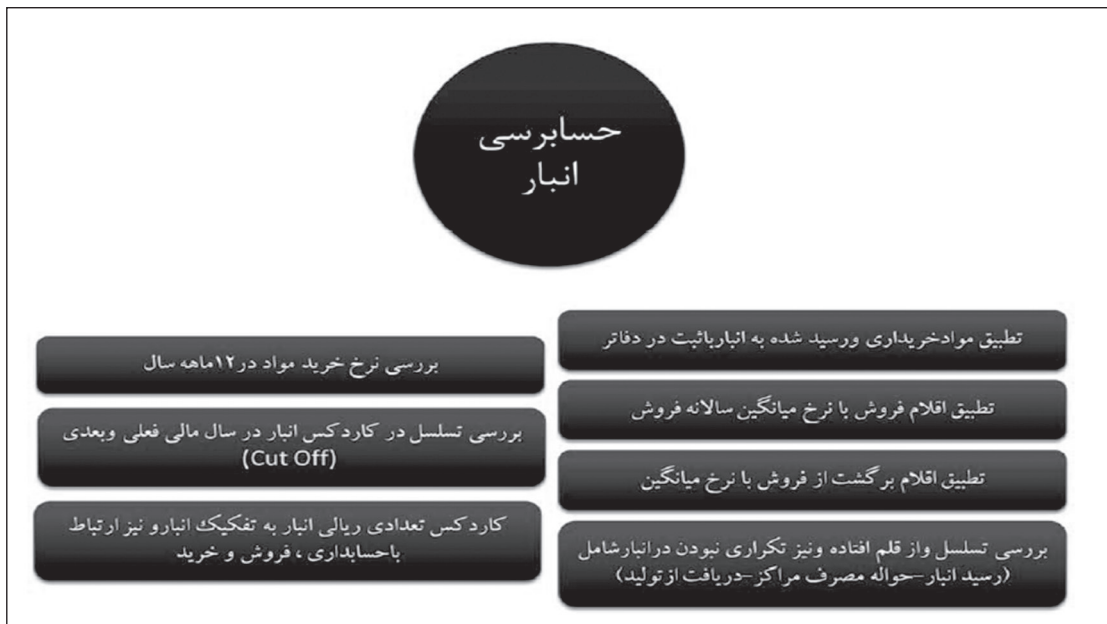 حسابرسی
انبار
تطبیق موادخریداری ورسید شده به انبارباثبت در دفاتر
تطبیق اقلام فروش با نرخ میانگین سالانه فروش
تطبیق اقلام برگشت از فروش با نرخ میانگین
بررسی تسلسل واز قلم افتاده ونیز تکراری نبودن درانبارشامل
(رسید انبار-حواله مصرف مراکز-دریافت ازتولید)
بررسی نرخ خرید مواد در۱۲ماهه سال
بررسی تسلسل در کاردکس انبار در سال مالی فعلی وبعدی
(Cut Off)
کاردکس تعدادی ریالی انبار به تفکیک انبارو نیز ارتباط
باحسابداری ، فروش و خرید